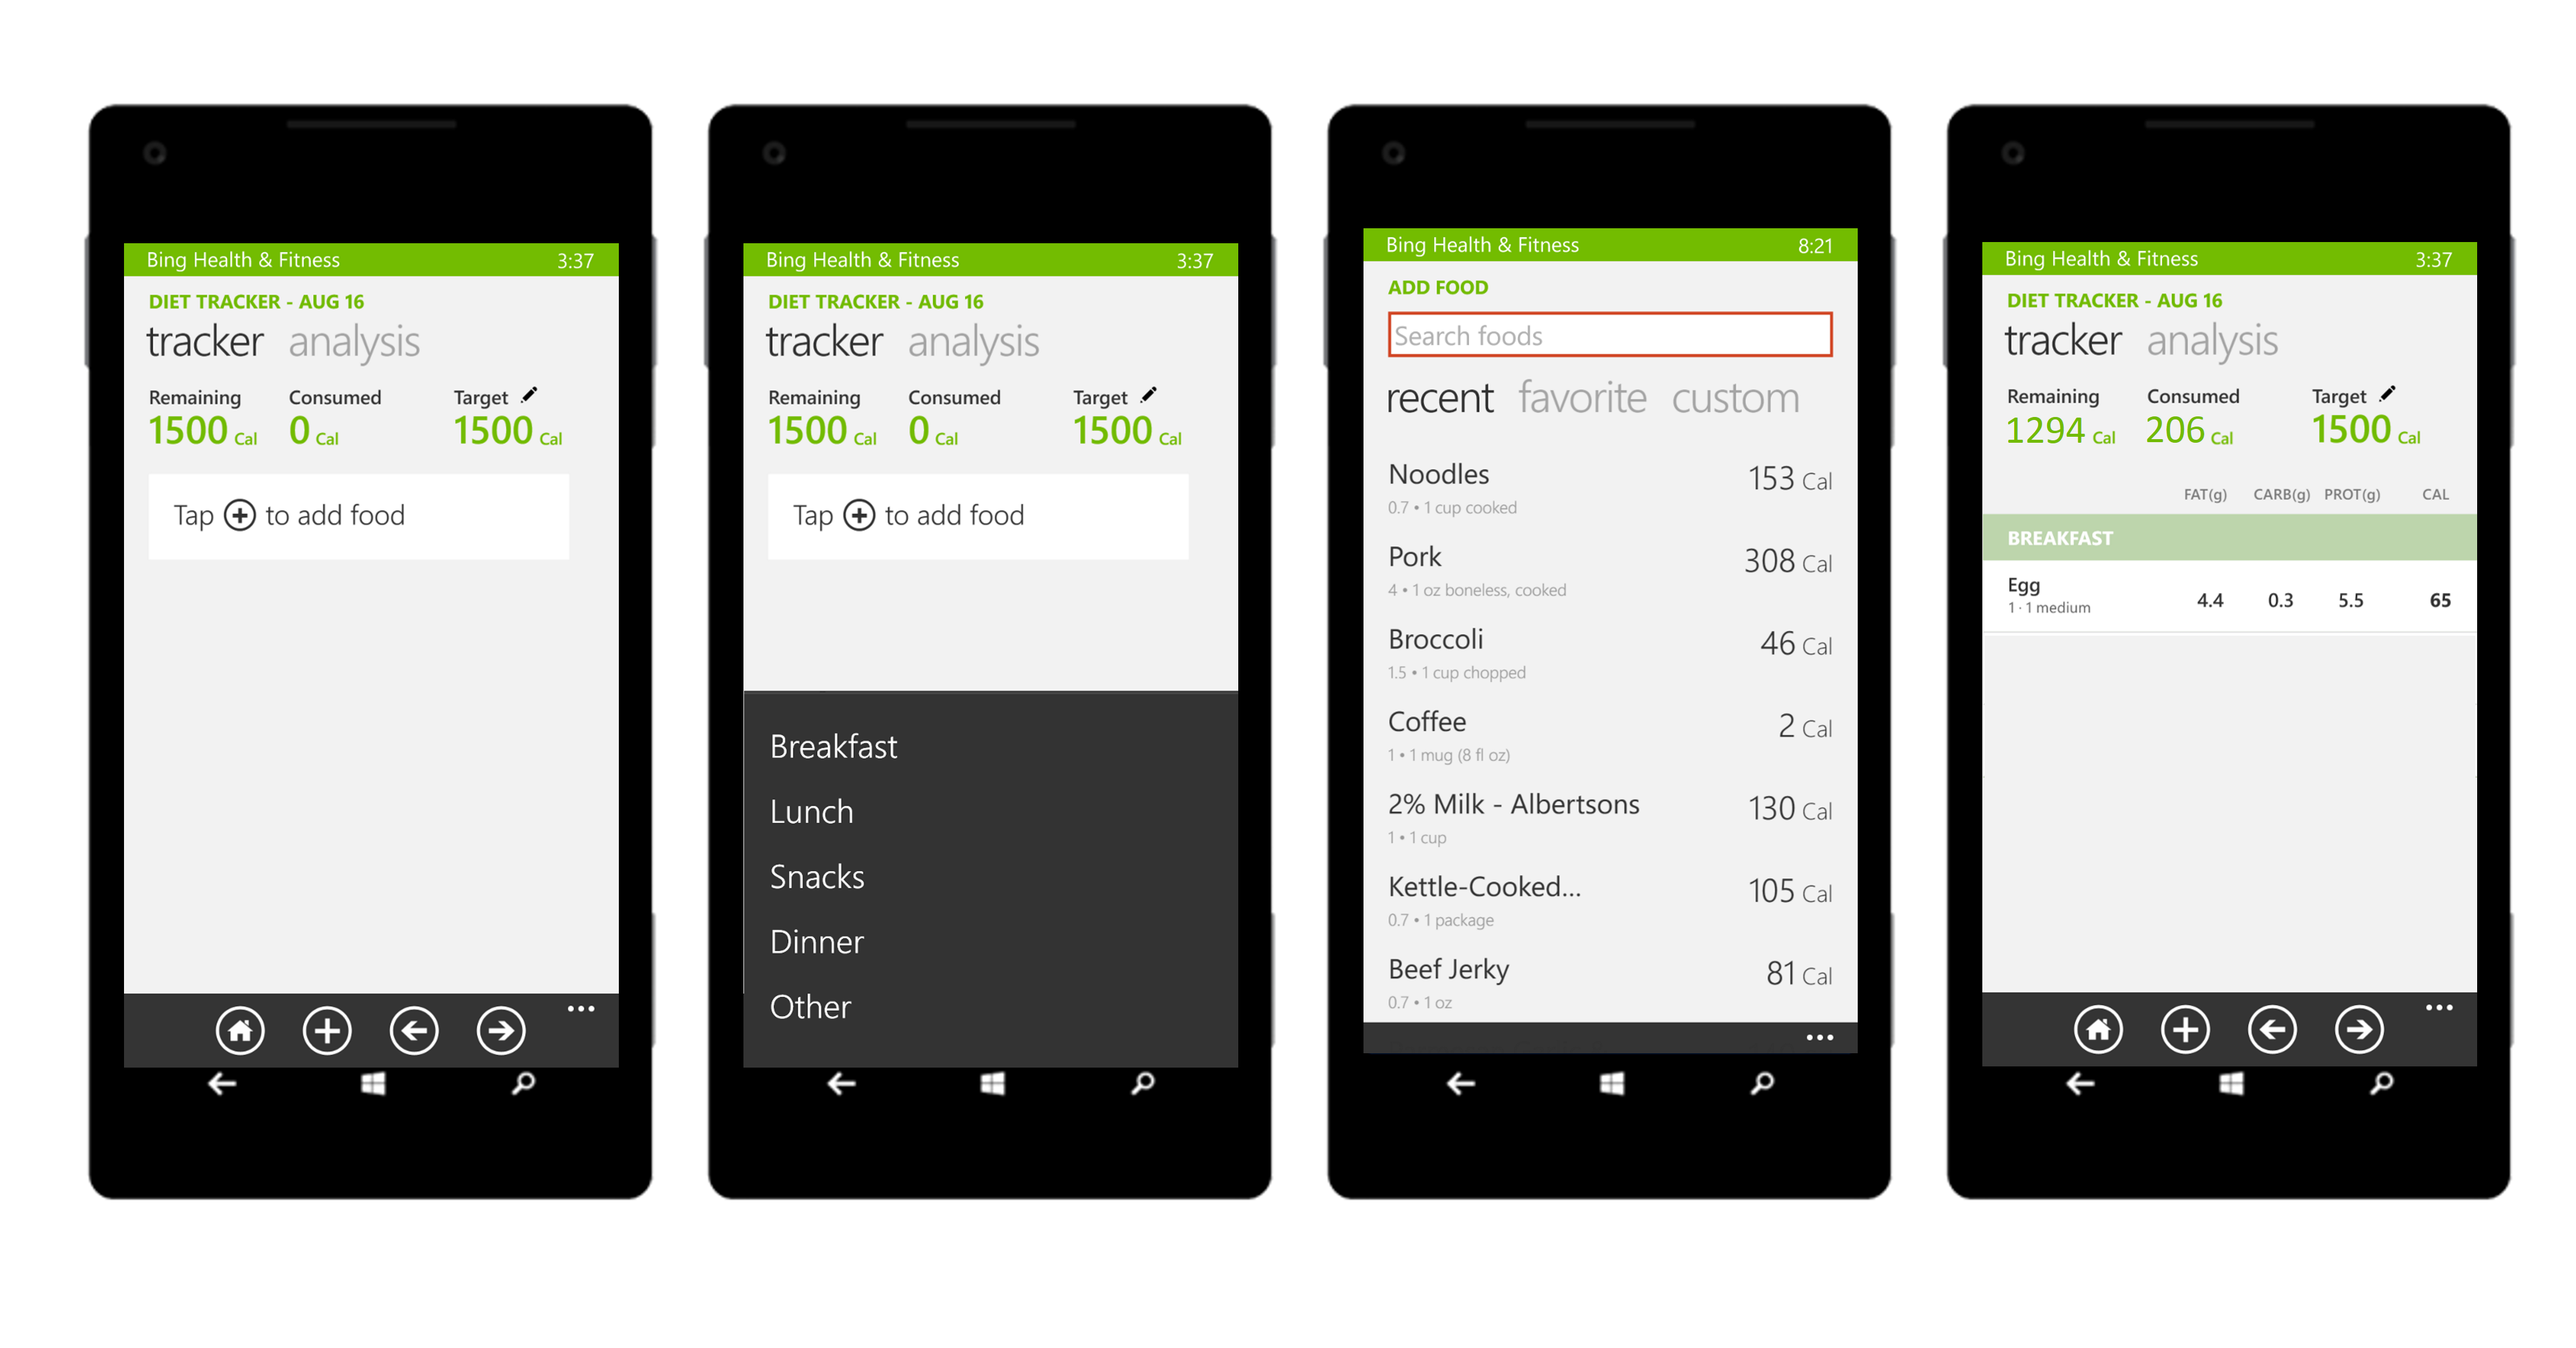 Bing Health & Fitness 3:37
DIET TRACKER - AUG 16
tracker analysis
Remaining Consumed Target
1500 Cal 0 Cal 1500 Cal
Tap to add food
Bing Health & Fitness 3:37
DIET TRACKER - AUG 16
tracker analysis
Remaining Consumed Target
1500 Cal 0 Cal 1500 Cal
Tap to add food
Breakfast
Lunch
Snacks
Dinner
Other
Bing Health & Fitness 8:21
ADD FOOD
Search foods
recent favorite custom
Noodles 153 Cal
0.7 • 1 cup cooked
Pork 308 Cal
4 • 1 oz boneless, cooked
Broccoli 46 Cal
1.5 • 1 cup chopped
Coffee 2 Cal
1 • 1 mug (8 fl oz)
2% Milk - Albertsons 130 Cal
1 • 1 cup
Kettle-Cooked... 105 Cal
0.7 • 1 package
Beef Jerky 81 Cal
0.7 • 1 oz
Bing Health & Fitness 3:37
DIET TRACKER - AUG 16
tracker analysis
Remaining Consumed Target
1294 Cal 206 Cal 1500 Cal
FAT(g) CARB(g) PROT(g) CAL
BREAKFAST
Egg
1 · 1 medium 4.4 0.3 5.5 65